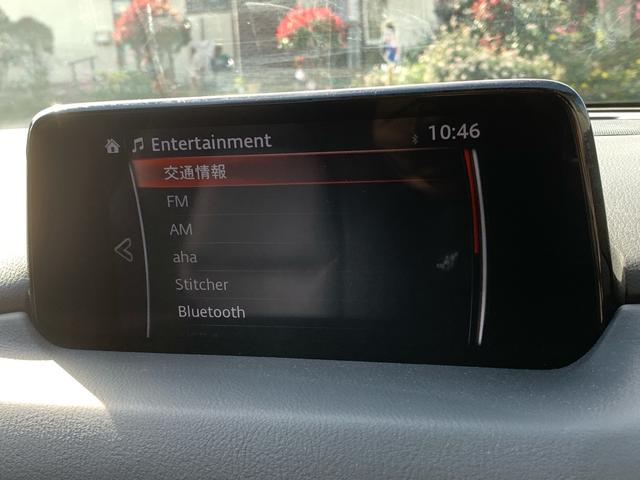 Entertainment 10:46
交通情報
FM
AM
aha
Stitcher
Bluetooth